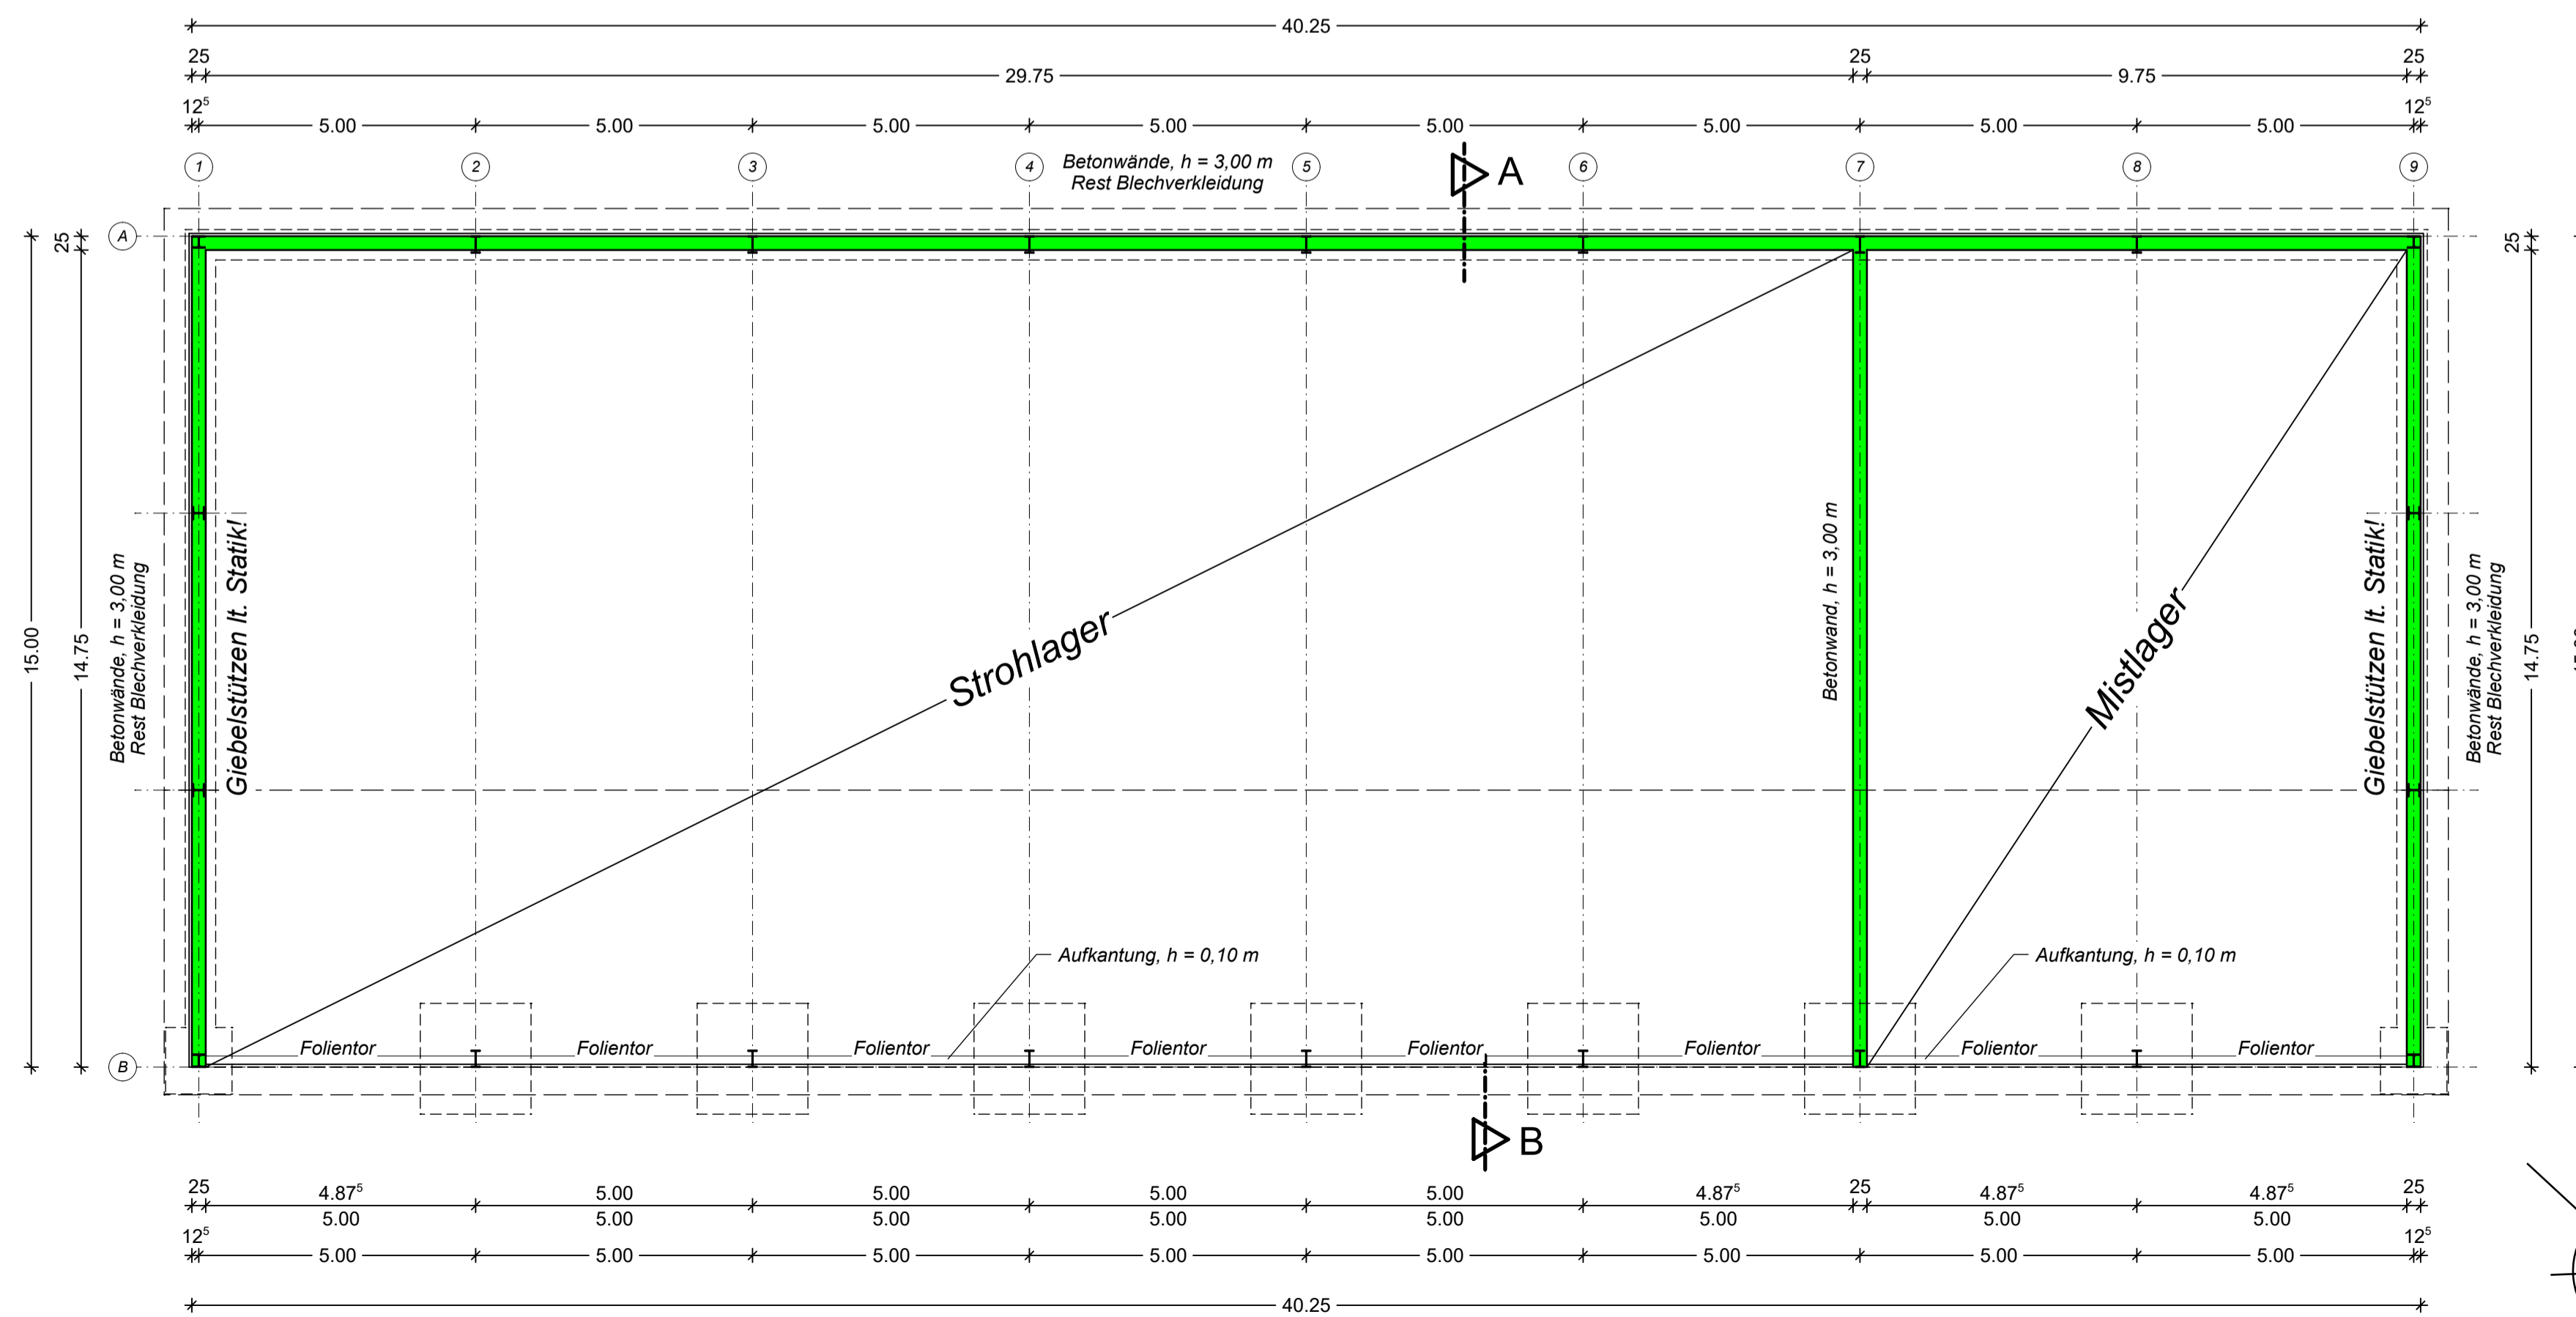 40.25
25 25 25
29.75 9.75
12⁵ 12⁵
5.00 5.00 5.00 5.00 5.00 5.00 5.00 5.00
1 2 3 4 5 6 7 8 9
Betonwände, h = 3,00 m
Rest Blechverkleidung
A
A
25
25
15.00
14.75
Betonwände, h = 3,00 m
Rest Blechverkleidung
Giebelstützen lt. Statik!
Strohlager
Betonwand, h = 3,00 m
Mistlager
Giebelstützen lt. Statik!
Betonwände, h = 3,00 m
Rest Blechverkleidung
14.75
Aufkantung, h = 0,10 m
Aufkantung, h = 0,10 m
Folientor Folientor Folientor Folientor Folientor Folientor Folientor Folientor
B
B
25 4.87⁵ 5.00 5.00 5.00 5.00 4.87⁵ 25 4.87⁵ 4.87⁵ 25
5.00 5.00 5.00 5.00 5.00 5.00 5.00 5.00
12⁵ 12⁵
5.00 5.00 5.00 5.00 5.00 5.00 5.00 5.00
40.25